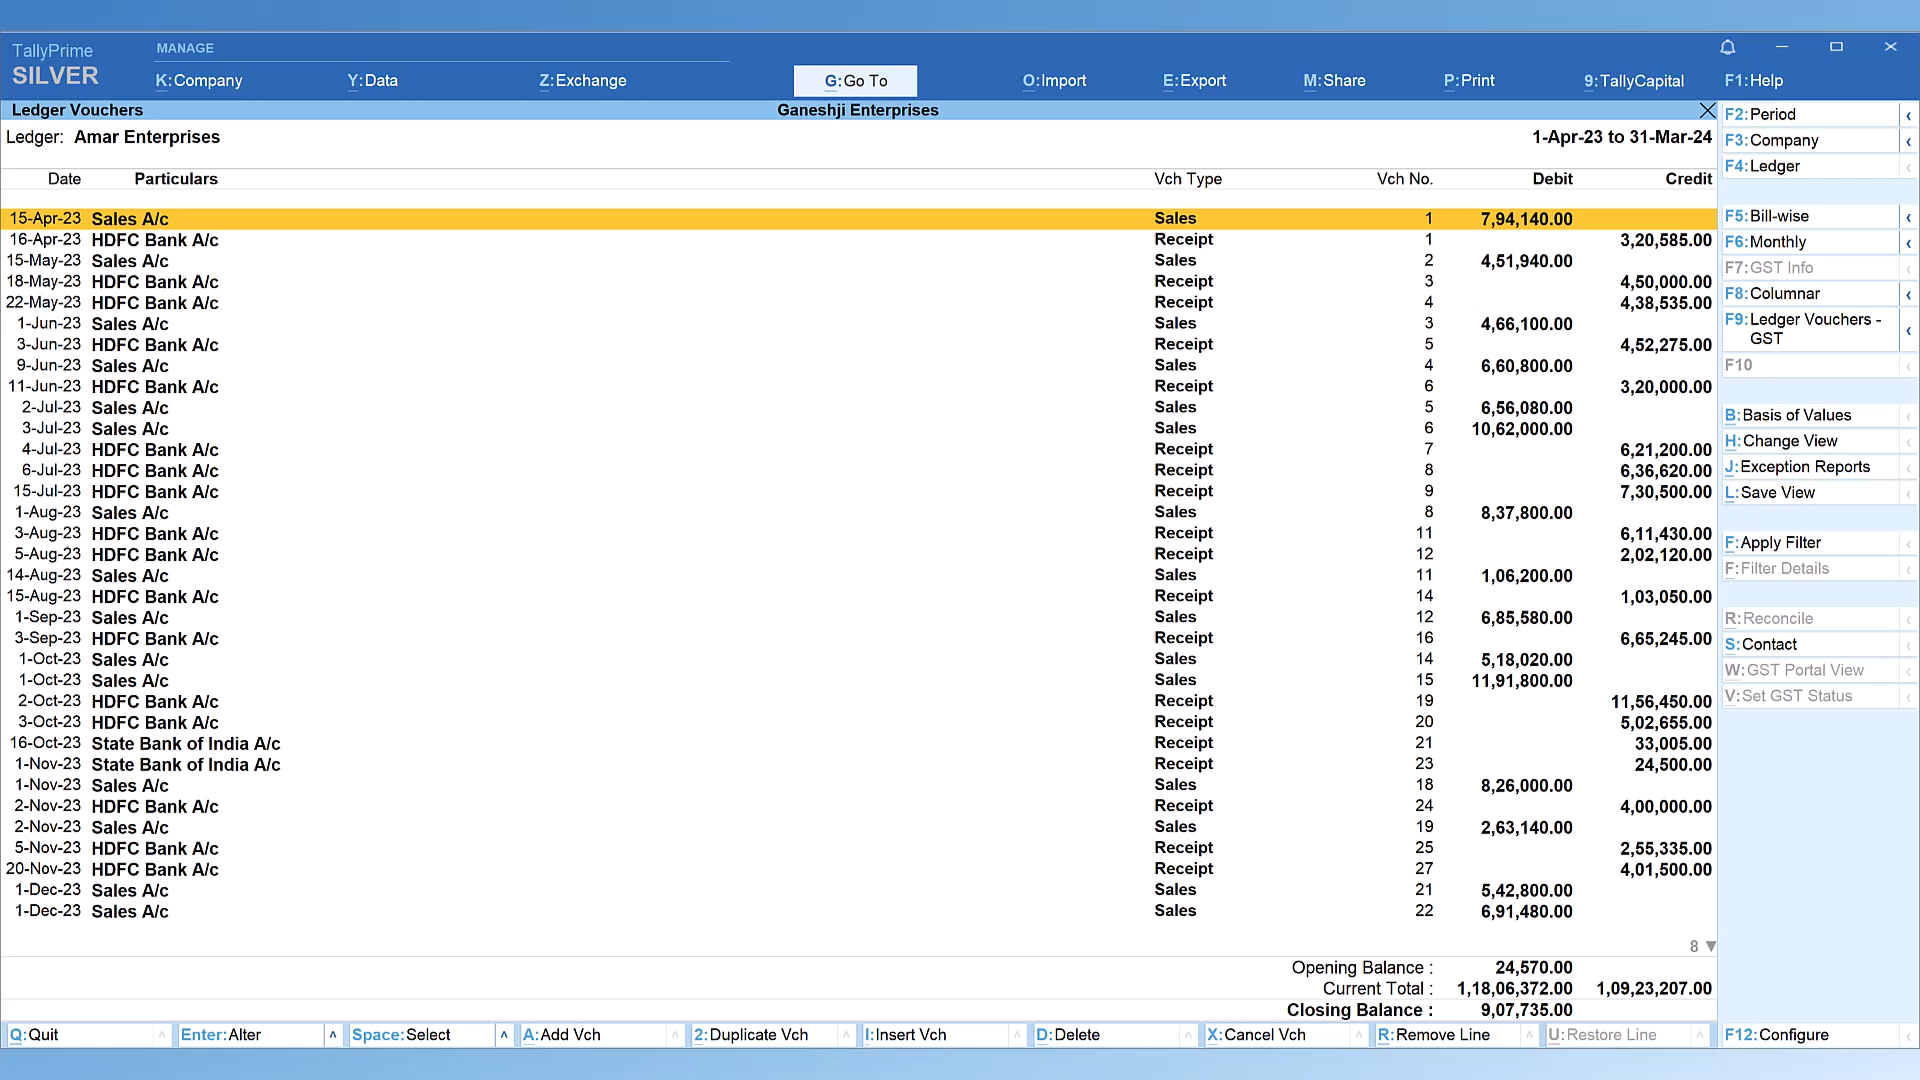 TallyPrime
SILVER
MANAGE
K:Company Y:Data Z:Exchange G:Go To O:Import E:Export M:Share P:Print 9:TallyCapital F1:Help
Ledger Vouchers Ganeshji Enterprises
Ledger: Amar Enterprises 1-Apr-23 to 31-Mar-24
Date Particulars Vch Type Vch No. Debit Credit
15-Apr-23 Sales A/c Sales 1 7,94,140.00
16-Apr-23 HDFC Bank A/c Receipt 1 3,20,585.00
15-May-23 Sales A/c Sales 2 4,51,940.00
18-May-23 HDFC Bank A/c Receipt 3 4,50,000.00
22-May-23 HDFC Bank A/c Receipt 4 4,38,535.00
1-Jun-23 Sales A/c Sales 3 4,66,100.00
3-Jun-23 HDFC Bank A/c Receipt 5 4,52,275.00
9-Jun-23 Sales A/c Sales 4 6,60,800.00
11-Jun-23 HDFC Bank A/c Receipt 6 3,20,000.00
2-Jul-23 Sales A/c Sales 5 6,56,080.00
3-Jul-23 Sales A/c Sales 6 10,62,000.00
4-Jul-23 HDFC Bank A/c Receipt 7 6,21,200.00
6-Jul-23 HDFC Bank A/c Receipt 8 6,36,620.00
15-Jul-23 HDFC Bank A/c Receipt 9 7,30,500.00
1-Aug-23 Sales A/c Sales 8 8,37,800.00
3-Aug-23 HDFC Bank A/c Receipt 11 6,11,430.00
5-Aug-23 HDFC Bank A/c Receipt 12 2,02,120.00
14-Aug-23 Sales A/c Sales 11 1,06,200.00
15-Aug-23 HDFC Bank A/c Receipt 14 1,03,050.00
1-Sep-23 Sales A/c Sales 12 6,85,580.00
3-Sep-23 HDFC Bank A/c Receipt 16 6,65,245.00
1-Oct-23 Sales A/c Sales 14 5,18,020.00
1-Oct-23 Sales A/c Sales 15 11,91,800.00
2-Oct-23 HDFC Bank A/c Receipt 19 11,56,450.00
3-Oct-23 HDFC Bank A/c Receipt 20 5,02,655.00
16-Oct-23 State Bank of India A/c Receipt 21 33,005.00
1-Nov-23 State Bank of India A/c Receipt 23 24,500.00
1-Nov-23 Sales A/c Sales 18 8,26,000.00
2-Nov-23 HDFC Bank A/c Receipt 24 4,00,000.00
2-Nov-23 Sales A/c Sales 19 2,63,140.00
5-Nov-23 HDFC Bank A/c Receipt 25 2,55,335.00
20-Nov-23 HDFC Bank A/c Receipt 27 4,01,500.00
1-Dec-23 Sales A/c Sales 21 5,42,800.00
1-Dec-23 Sales A/c Sales 22 6,91,480.00
8
Opening Balance : 24,570.00
Current Total : 1,18,06,372.00 1,09,23,207.00
Closing Balance : 9,07,735.00
F2:Period
F3:Company
F4:Ledger
F5:Bill-wise
F6:Monthly
F7:GST Info
F8:Columnar
F9:Ledger Vouchers -
GST
F10
B:Basis of Values
H:Change View
J:Exception Reports
L:Save View
F:Apply Filter
F:Filter Details
R:Reconcile
S:Contact
W:GST Portal View
V:Set GST Status
Q:Quit Enter:Alter Space:Select A:Add Vch 2:Duplicate Vch I:Insert Vch D:Delete X:Cancel Vch R:Remove Line U:Restore Line F12:Configure